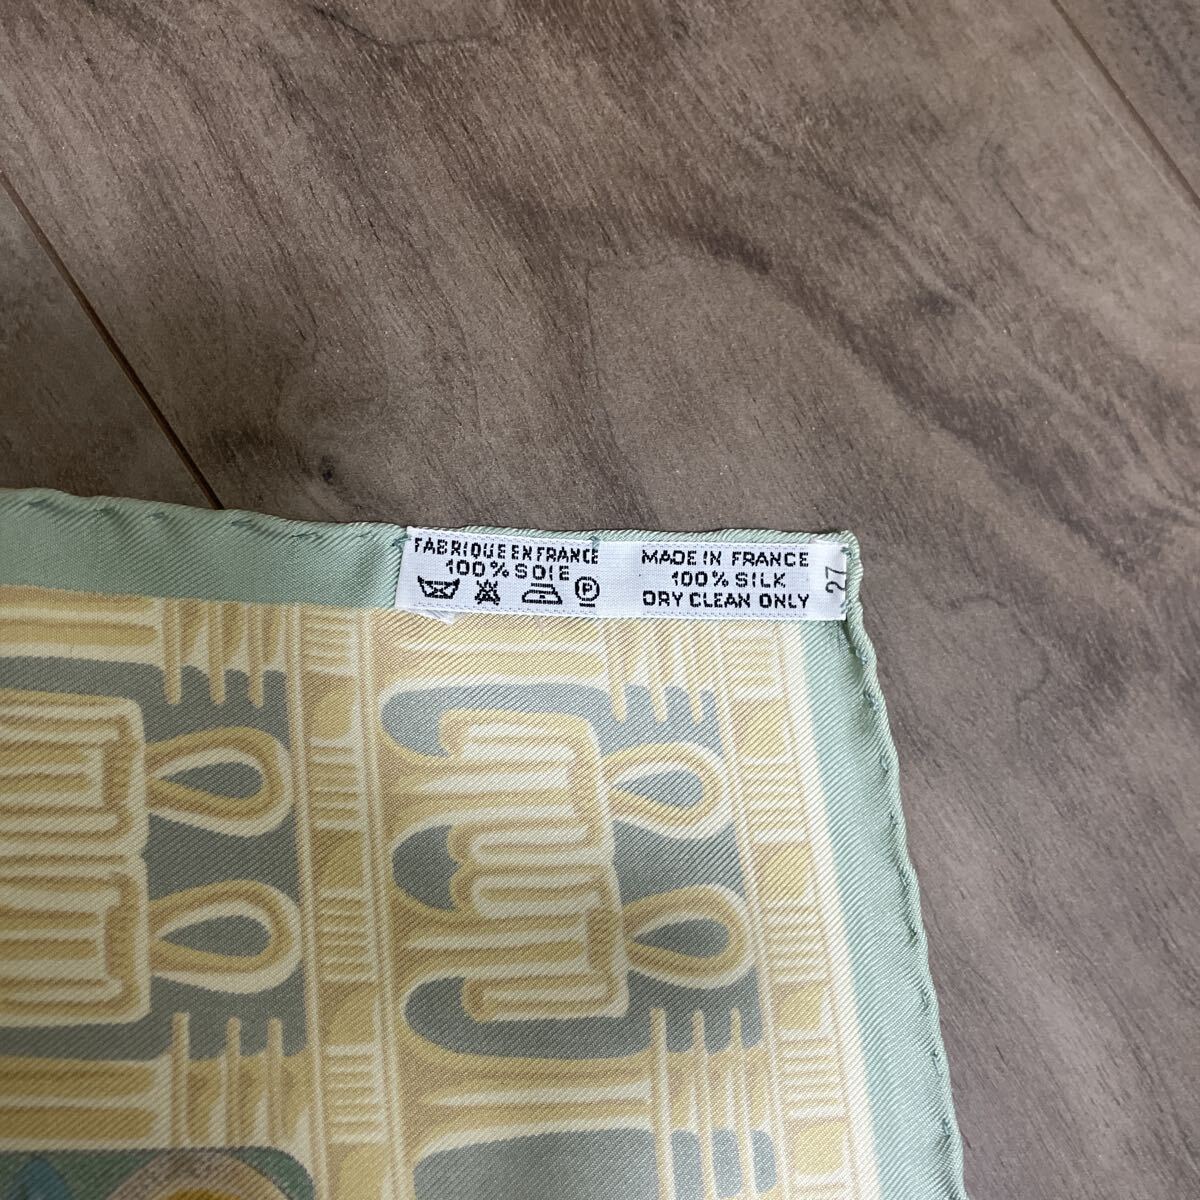 FABRIQUE EN FRANCE
100% SOIE
P
MADE IN FRANCE
100% SILK
DRY CLEAN ONLY
27